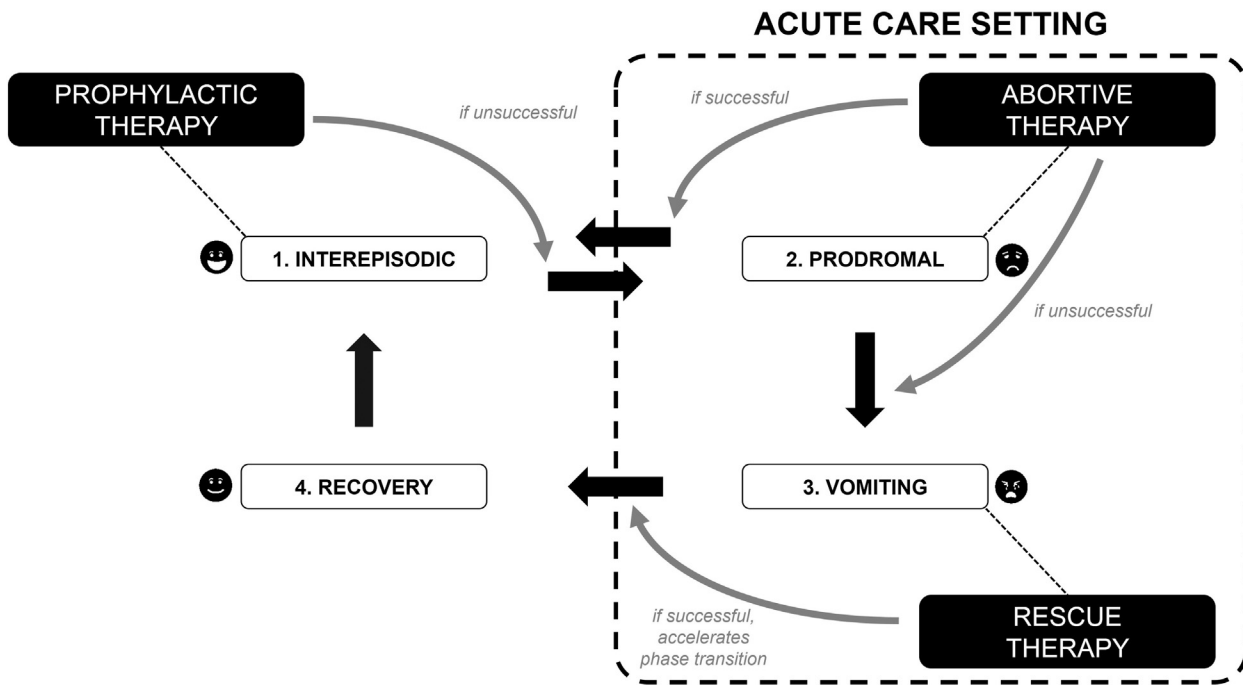 ACUTE CARE SETTING
PROPHYLACTIC
THERAPY
if unsuccessful
if successful
ABORTIVE
THERAPY
1. INTEREPISODIC
2. PRODROMAL
if unsuccessful
4. RECOVERY
3. VOMITING
if successful,
accelerates
phase transition
RESCUE
THERAPY